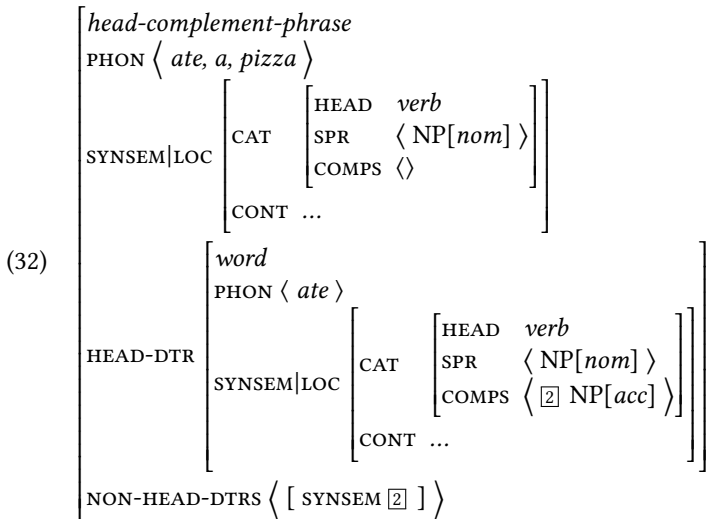 head-complement-phrase
PHON ⟨ ate, a, pizza ⟩
HEAD verb
SPR ⟨ NP[nom] ⟩
COMPS ⟨⟩
SYNSEM|LOC CAT
CONT ...
(32)
word
PHON ⟨ ate ⟩
HEAD verb
SPR ⟨ NP[nom] ⟩
COMPS ⟨ 2 NP[acc] ⟩
HEAD-DTR SYNSEM|LOC CAT
CONT ...
NON-HEAD-DTRS ⟨ [ SYNSEM 2 ] ⟩